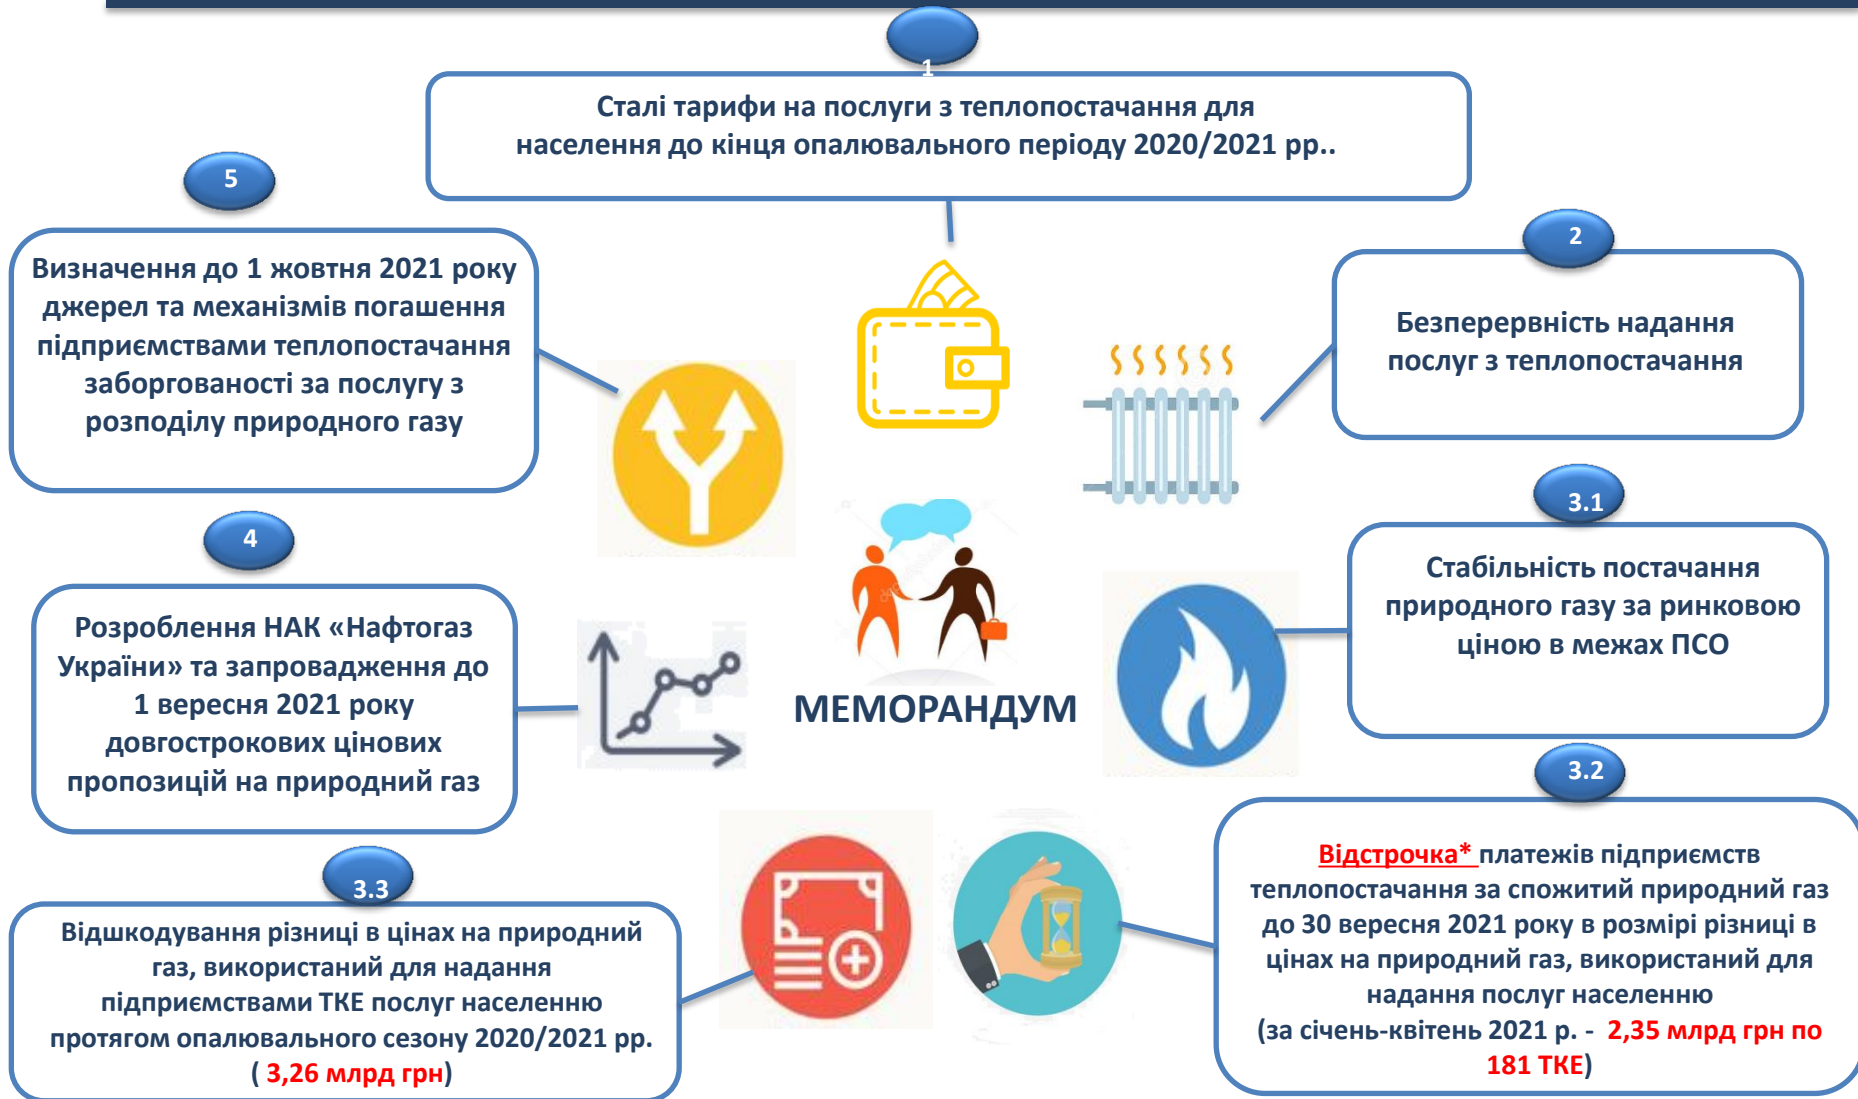 1
Сталі тарифи на послуги з теплопостачання для
населення до кінця опалювального періоду 2020/2021 рр..
2
Безперервність надання
послуг з теплопостачання
3.1
Стабільність постачання
природного газу за ринковою
ціною в межах ПСО
3.2
Відстрочка* платежів підприємств
теплопостачання за спожитий природний газ
до 30 вересня 2021 року в розмірі різниці в
цінах на природний газ, використаний для
надання послуг населенню
(за січень-квітень 2021 р. - 2,35 млрд грн по
181 ТКЕ)
3.3
Відшкодування різниці в цінах на природний
газ, використаний для надання
підприємствами ТКЕ послуг населенню
протягом опалювального сезону 2020/2021 рр.
( 3,26 млрд грн)
4
Розроблення НАК «Нафтогаз
України» та запровадження до
1 вересня 2021 року
довгострокових цінових
пропозицій на природний газ
5
Визначення до 1 жовтня 2021 року
джерел та механізмів погашення
підприємствами теплопостачання
заборгованості за послугу з
розподілу природного газу
МЕМОРАНДУМ